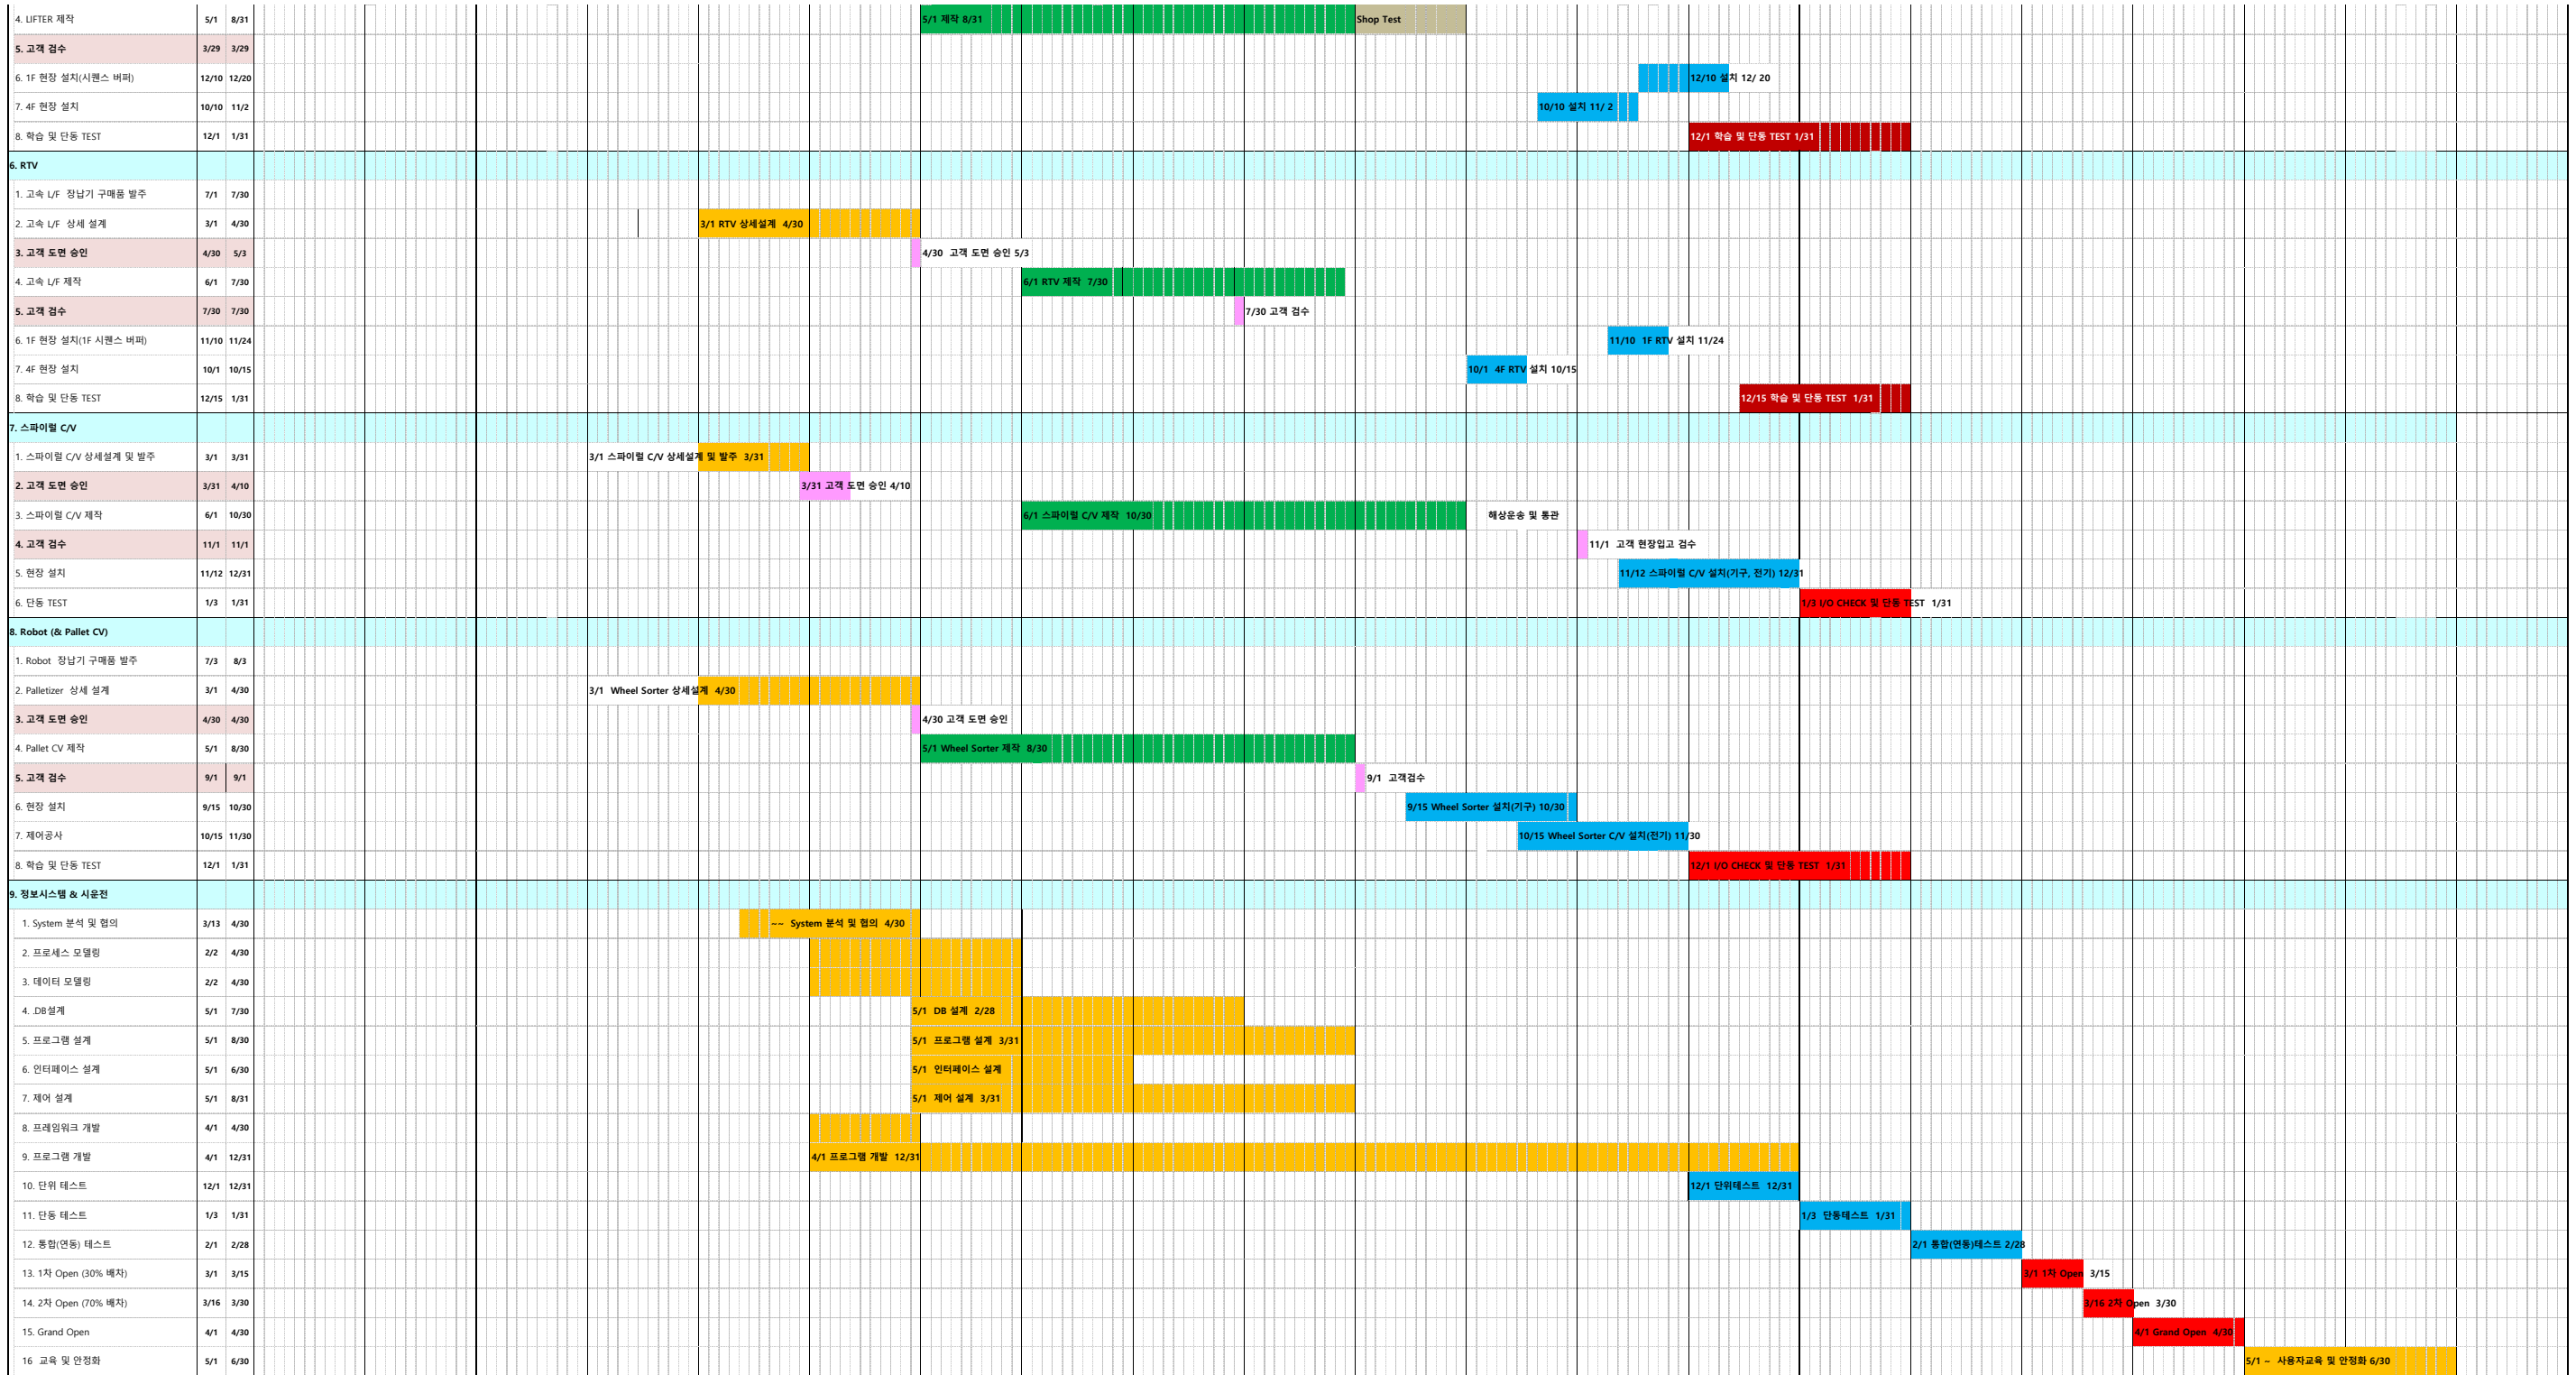 4. LIFTER 제작 5/1 8/31 5/1 제작 8/31 Shop Test
5. 고객 검수 3/29 3/29
6. 1F 현장 설치(시퀜스 버퍼) 12/10 12/20 12/10 설치 12/ 20
7. 4F 현장 설치 10/10 11/2 10/10 설치 11/ 2
8. 학습 및 단동 TEST 12/1 1/31 12/1 학습 및 단동 TEST 1/31
6. RTV
1. 고속 L/F 장납기 구매품 발주 7/1 7/30
2. 고속 L/F 상세 설계 3/1 4/30 3/1 RTV 상세설계 4/30
3. 고객 도면 승인 4/30 5/3 4/30 고객 도면 승인 5/3
4. 고속 L/F 제작 6/1 7/30 6/1 RTV 제작 7/30
5. 고객 검수 7/30 7/30 7/30 고객 검수
6. 1F 현장 설치(1F 시퀜스 버퍼) 11/10 11/24 11/10 1F RTV 설치 11/24
7. 4F 현장 설치 10/1 10/15 10/1 4F RTV 설치 10/15
8. 학습 및 단동 TEST 12/15 1/31 12/15 학습 및 단동 TEST 1/31
7. 스파이럴 C/V
1. 스파이럴 C/V 상세설계 및 발주 3/1 3/31 3/1 스파이럴 C/V 상세설계 및 발주 3/31
2. 고객 도면 승인 3/31 4/10 3/31 고객 도면 승인 4/10
3. 스파이럴 C/V 제작 6/1 10/30 6/1 스파이럴 C/V 제작 10/30 해상운송 및 통관
4. 고객 검수 11/1 11/1 11/1 고객 현장입고 검수
5. 현장 설치 11/12 12/31 11/12 스파이럴 C/V 설치(기구, 전기) 12/31
6. 단동 TEST 1/3 1/31 1/3 I/O CHECK 및 단동 TEST 1/31
8. Robot (& Pallet CV)
1. Robot 장납기 구매품 발주 7/3 8/3
2. Palletizer 상세 설계 3/1 4/30 3/1 Wheel Sorter 상세설계 4/30
3. 고객 도면 승인 4/30 4/30 4/30 고객 도면 승인
4. Pallet CV 제작 5/1 8/30 5/1 Wheel Sorter 제작 8/30
5. 고객 검수 9/1 9/1 9/1 고객검수
6. 현장 설치 9/15 10/30 9/15 Wheel Sorter 설치(기구) 10/30
7. 제어공사 10/15 11/30 10/15 Wheel Sorter C/V 설치(전기) 11/30
8. 학습 및 단동 TEST 12/1 1/31 12/1 I/O CHECK 및 단동 TEST 1/31
9. 정보시스템 & 시운전
1. System 분석 및 협의 3/13 4/30 ~~ System 분석 및 협의 4/30
2. 프로세스 모델링 2/2 4/30
3. 데이터 모델링 2/2 4/30
4. .DB설계 5/1 7/30 5/1 DB 설계 2/28
5. 프로그램 설계 5/1 8/30 5/1 프로그램 설계 3/31
6. 인터페이스 설계 5/1 6/30 5/1 인터페이스 설계
7. 제어 설계 5/1 8/31 5/1 제어 설계 3/31
8. 프레임워크 개발 4/1 4/30
9. 프로그램 개발 4/1 12/31 4/1 프로그램 개발 12/31
10. 단위 테스트 12/1 12/31 12/1 단위테스트 12/31
11. 단동 테스트 1/3 1/31 1/3 단동테스트 1/31
12. 통합(연동) 테스트 2/1 2/28 2/1 통합(연동)테스트 2/28
13. 1차 Open (30% 배차) 3/1 3/15 3/1 1차 Open 3/15
14. 2차 Open (70% 배차) 3/16 3/30 3/16 2차 Open 3/30
15. Grand Open 4/1 4/30 4/1 Grand Open 4/30
16 교육 및 안정화 5/1 6/30 5/1 ~ 사용자교육 및 안정화 6/30